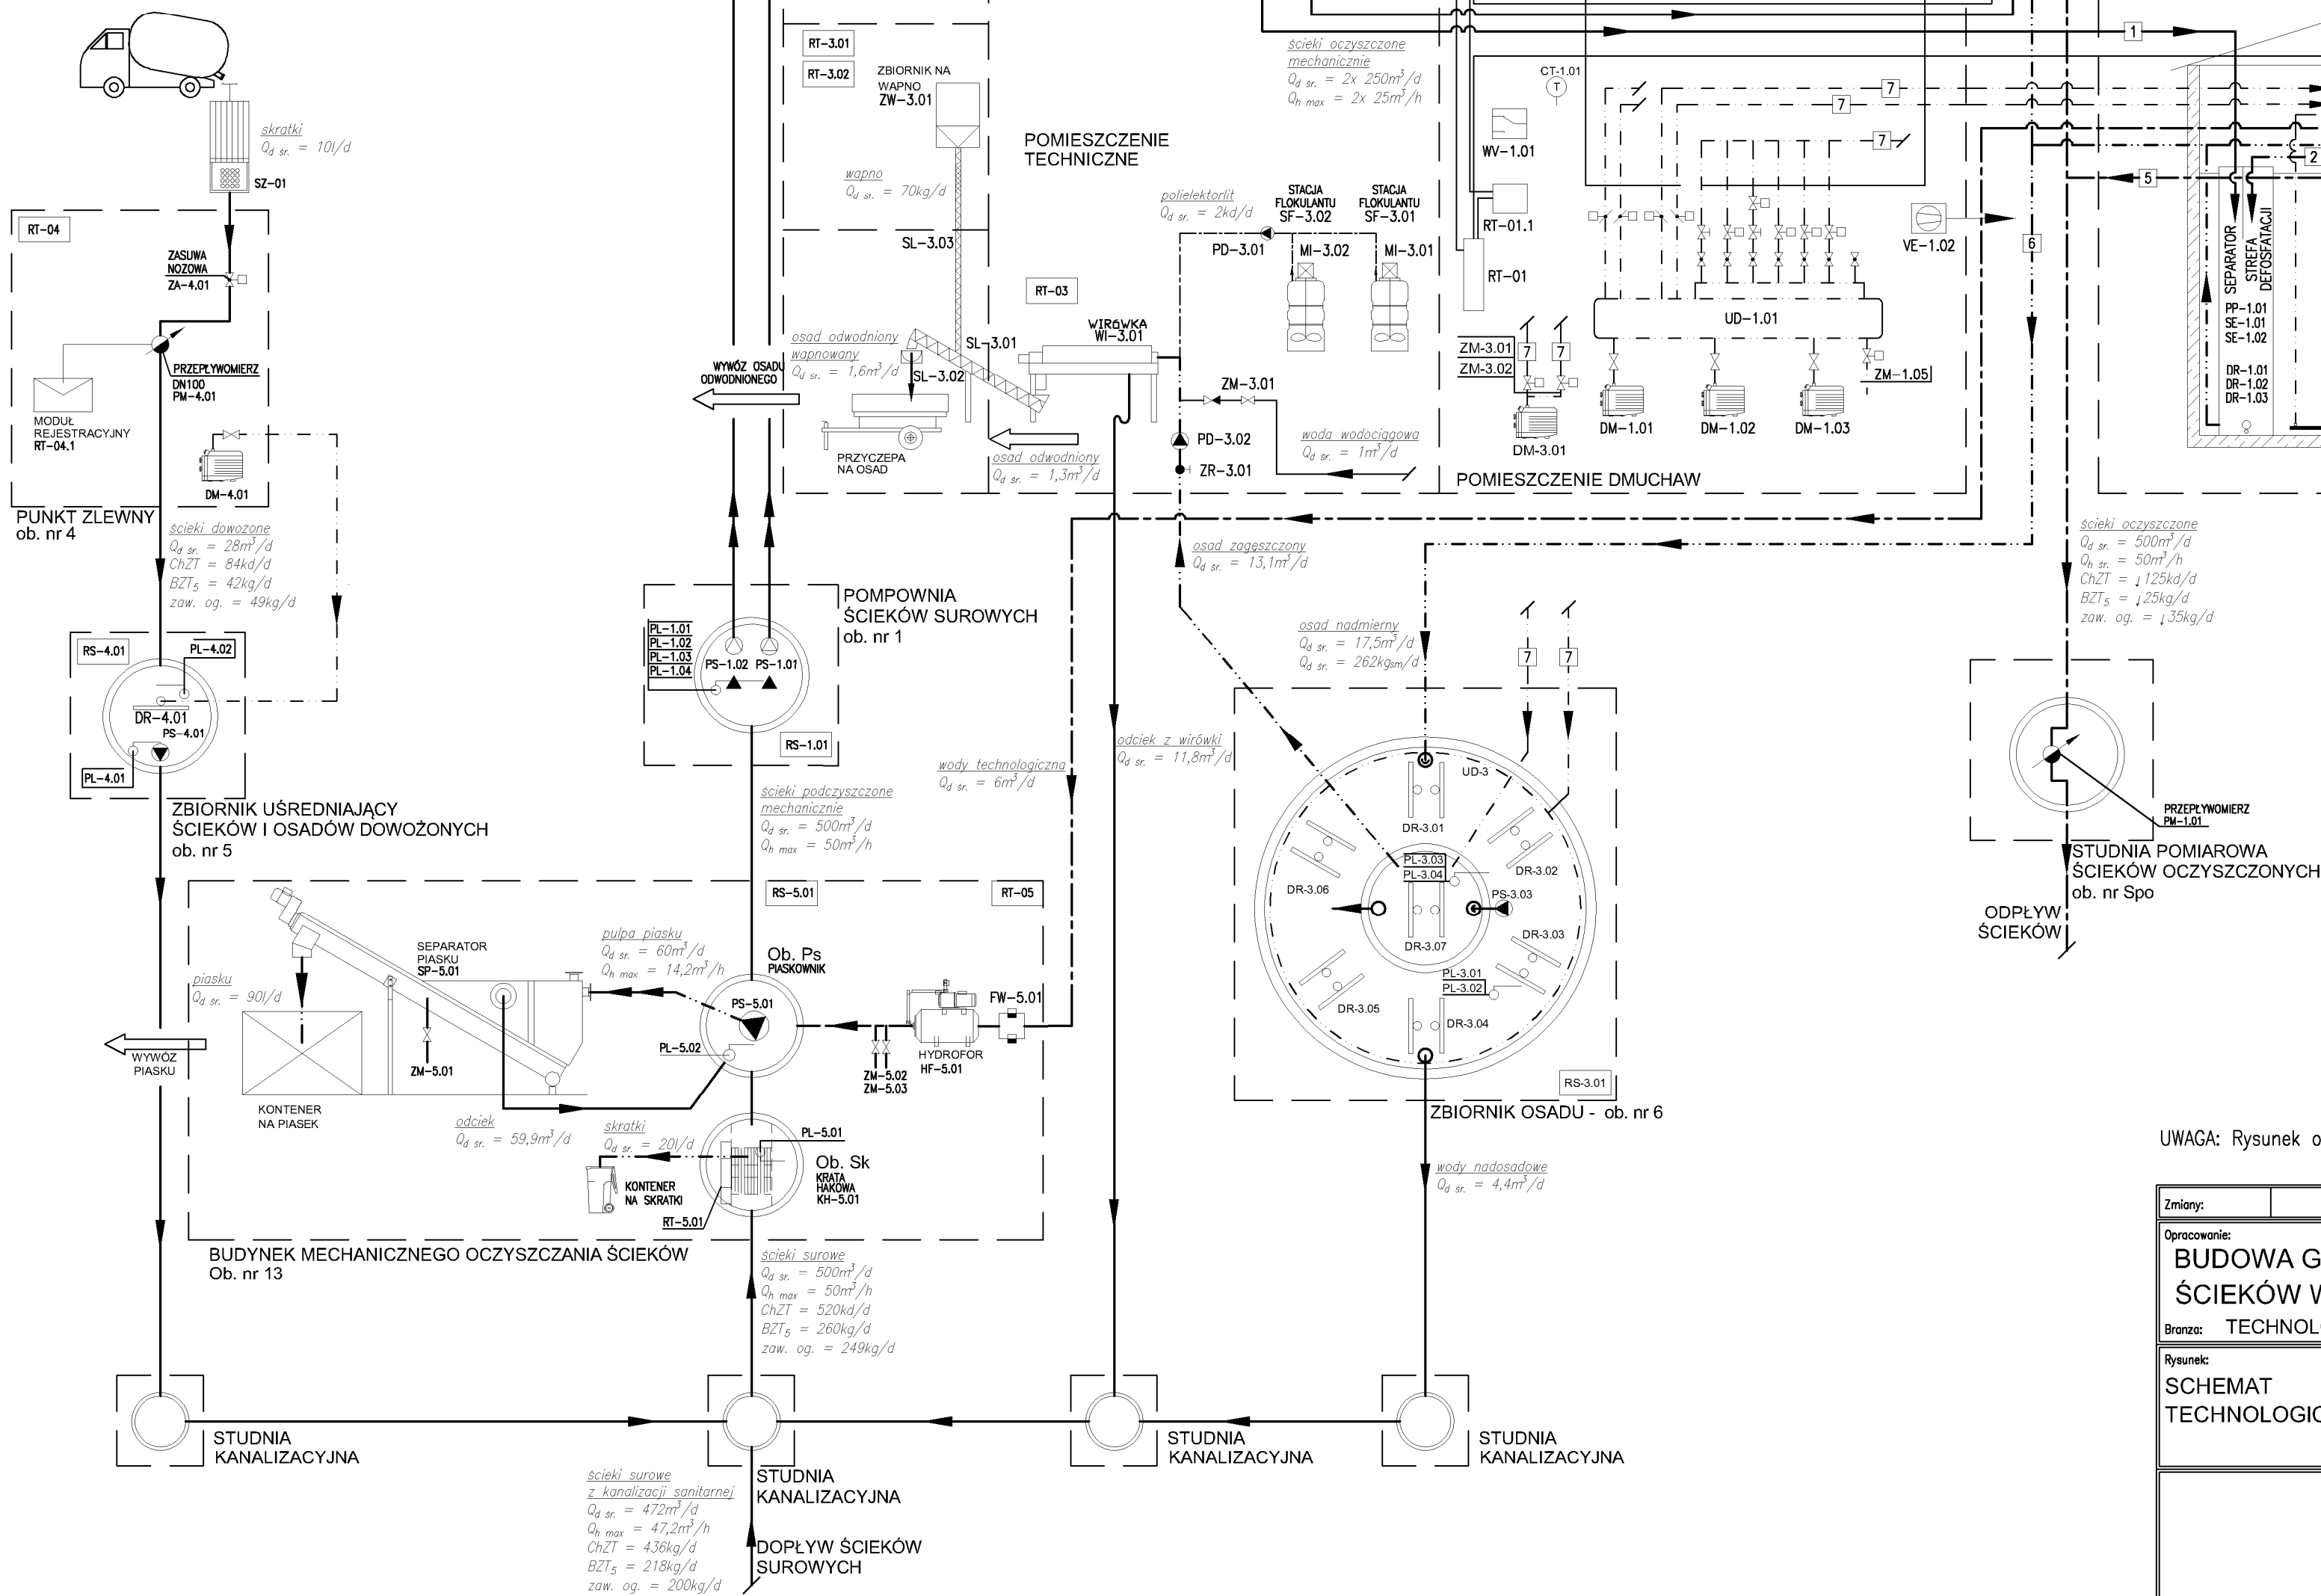 skratki
Qd śr. = 10l/d
SZ-01
RT-04
ZASUWA
NOZOWA
ZA-4.01
PRZEPŁYWOMIERZ
DN100
PM-4.01
MODUŁ
REJESTRACYJNY
RT-04.1
DM-4.01
PUNKT ZLEWNY
ob. nr 4
ścieki dowozone
Qd śr. = 28m³/d
ChZT = 84kd/d
BZT₅ = 42kg/d
zaw. og. = 49kg/d
RS-4.01
PL-4.02
DR-4.01
PS-4.01
PL-4.01
ZBIORNIK UŚREDNIAJĄCY
ŚCIEKÓW I OSADÓW DOWOŻONYCH
ob. nr 5
RT-3.01
RT-3.02
ZBIORNIK NA
WAPNO
ZW-3.01
wapno
Qd śr. = 70kg/d
SL-3.03
POMIESZCZENIE
TECHNICZNE
RT-03
osad odwodniony
wapnowany
Qd śr. = 1,6m³/d
SL-3.01
SL-3.02
WYWÓZ OSADU
ODWODNIONEGO
PRZYCZEPA
NA OSAD
osad odwodniony
Qd śr. = 1,3m³/d
WIRÓWKA
WI-3.01
polielektorlit
Qd śr. = 2kd/d
STACJA
FLOKULANTU
SF-3.02
STACJA
FLOKULANTU
SF-3.01
PD-3.01
MI-3.02
MI-3.01
ZM-3.01
PD-3.02
ZR-3.01
woda wodociągowa
Qd śr. = 1m³/d
ścieki oczyszczone
mechanicznie
Qd śr. = 2x 250m³/d
Qh max = 2x 25m³/h
CT-1.01
T
WV-1.01
RT-01.1
RT-01
ZM-3.01
ZM-3.02
7
7
DM-3.01
7
7
7
UD-1.01
DM-1.01
DM-1.02
DM-1.03
ZM-1.05
VE-1.02
POMIESZCZENIE DMUCHAW
1
2
5
6
SEPARATOR
STREFA
DEFOSFATACJI
PP-1.01
SE-1.01
SE-1.02
DR-1.01
DR-1.02
DR-1.03
osad zagęszczony
Qd śr. = 13,1m³/d
POMPOWNIA
ŚCIEKÓW SUROWYCH
ob. nr 1
PL-1.01
PL-1.02
PL-1.03
PL-1.04
PS-1.02
PS-1.01
RS-1.01
ścieki podczyszczone
mechanicznie
Qd śr. = 500m³/d
Qh max = 50m³/h
wody technologiczna
Qd śr. = 6m³/d
odciek z wirówki
Qd śr. = 11,8m³/d
osad nadmierny
Qd śr. = 17,5m³/d
Qd śr. = 262kgsm/d
7
7
UD-3
DR-3.01
DR-3.02
DR-3.06
PL-3.03
PL-3.04
PS-3.03
DR-3.07
DR-3.03
PL-3.01
PL-3.02
DR-3.05
DR-3.04
RS-3.01
ZBIORNIK OSADU - ob. nr 6
wody nadosadowe
Qd śr. = 4,4m³/d
ścieki oczyszczone
Qd śr. = 500m³/d
Qh śr. = 50m³/h
ChZT = ↓125kd/d
BZT₅ = ↓25kg/d
zaw. og. = ↓35kg/d
PRZEPŁYWOMIERZ
PM-1.01
STUDNIA POMIAROWA
ŚCIEKÓW OCZYSZCZONYCH
ob. nr Spo
ODPŁYW
ŚCIEKÓW
RS-5.01
RT-05
SEPARATOR
PIASKU
SP-5.01
pulpa piasku
Qd śr. = 60m³/d
Qh max = 14,2m³/h
piasku
Qd śr. = 90l/d
Ob. Ps
PIASKOWNIK
PS-5.01
PL-5.02
FW-5.01
HYDROFOR
HF-5.01
ZM-5.02
ZM-5.03
ZM-5.01
WYWÓZ
PIASKU
KONTENER
NA PIASEK
odciek
Qd śr. = 59,9m³/d
skratki
Qd śr. = 20l/d
PL-5.01
Ob. Sk
KRATA
HAKOWA
KH-5.01
KONTENER
NA SKRATKI
RT-5.01
BUDYNEK MECHANICZNEGO OCZYSZCZANIA ŚCIEKÓW
Ob. nr 13
ścieki surowe
Qd śr. = 500m³/d
Qh max = 50m³/h
ChZT = 520kd/d
BZT₅ = 260kg/d
zaw. og. = 249kg/d
STUDNIA
KANALIZACYJNA
STUDNIA
KANALIZACYJNA
STUDNIA
KANALIZACYJNA
STUDNIA
KANALIZACYJNA
ścieki surowe
z kanalizacji sanitarnej
Qd śr. = 472m³/d
Qh max = 47,2m³/h
ChZT = 436kg/d
BZT₅ = 218kg/d
zaw. og. = 200kg/d
DOPŁYW ŚCIEKÓW
SUROWYCH
UWAGA: Rysunek o
Zmiany:
Opracowanie:
BUDOWA G
ŚCIEKÓW W
Branza: TECHNOL
Rysunek:
SCHEMAT
TECHNOLOGIC